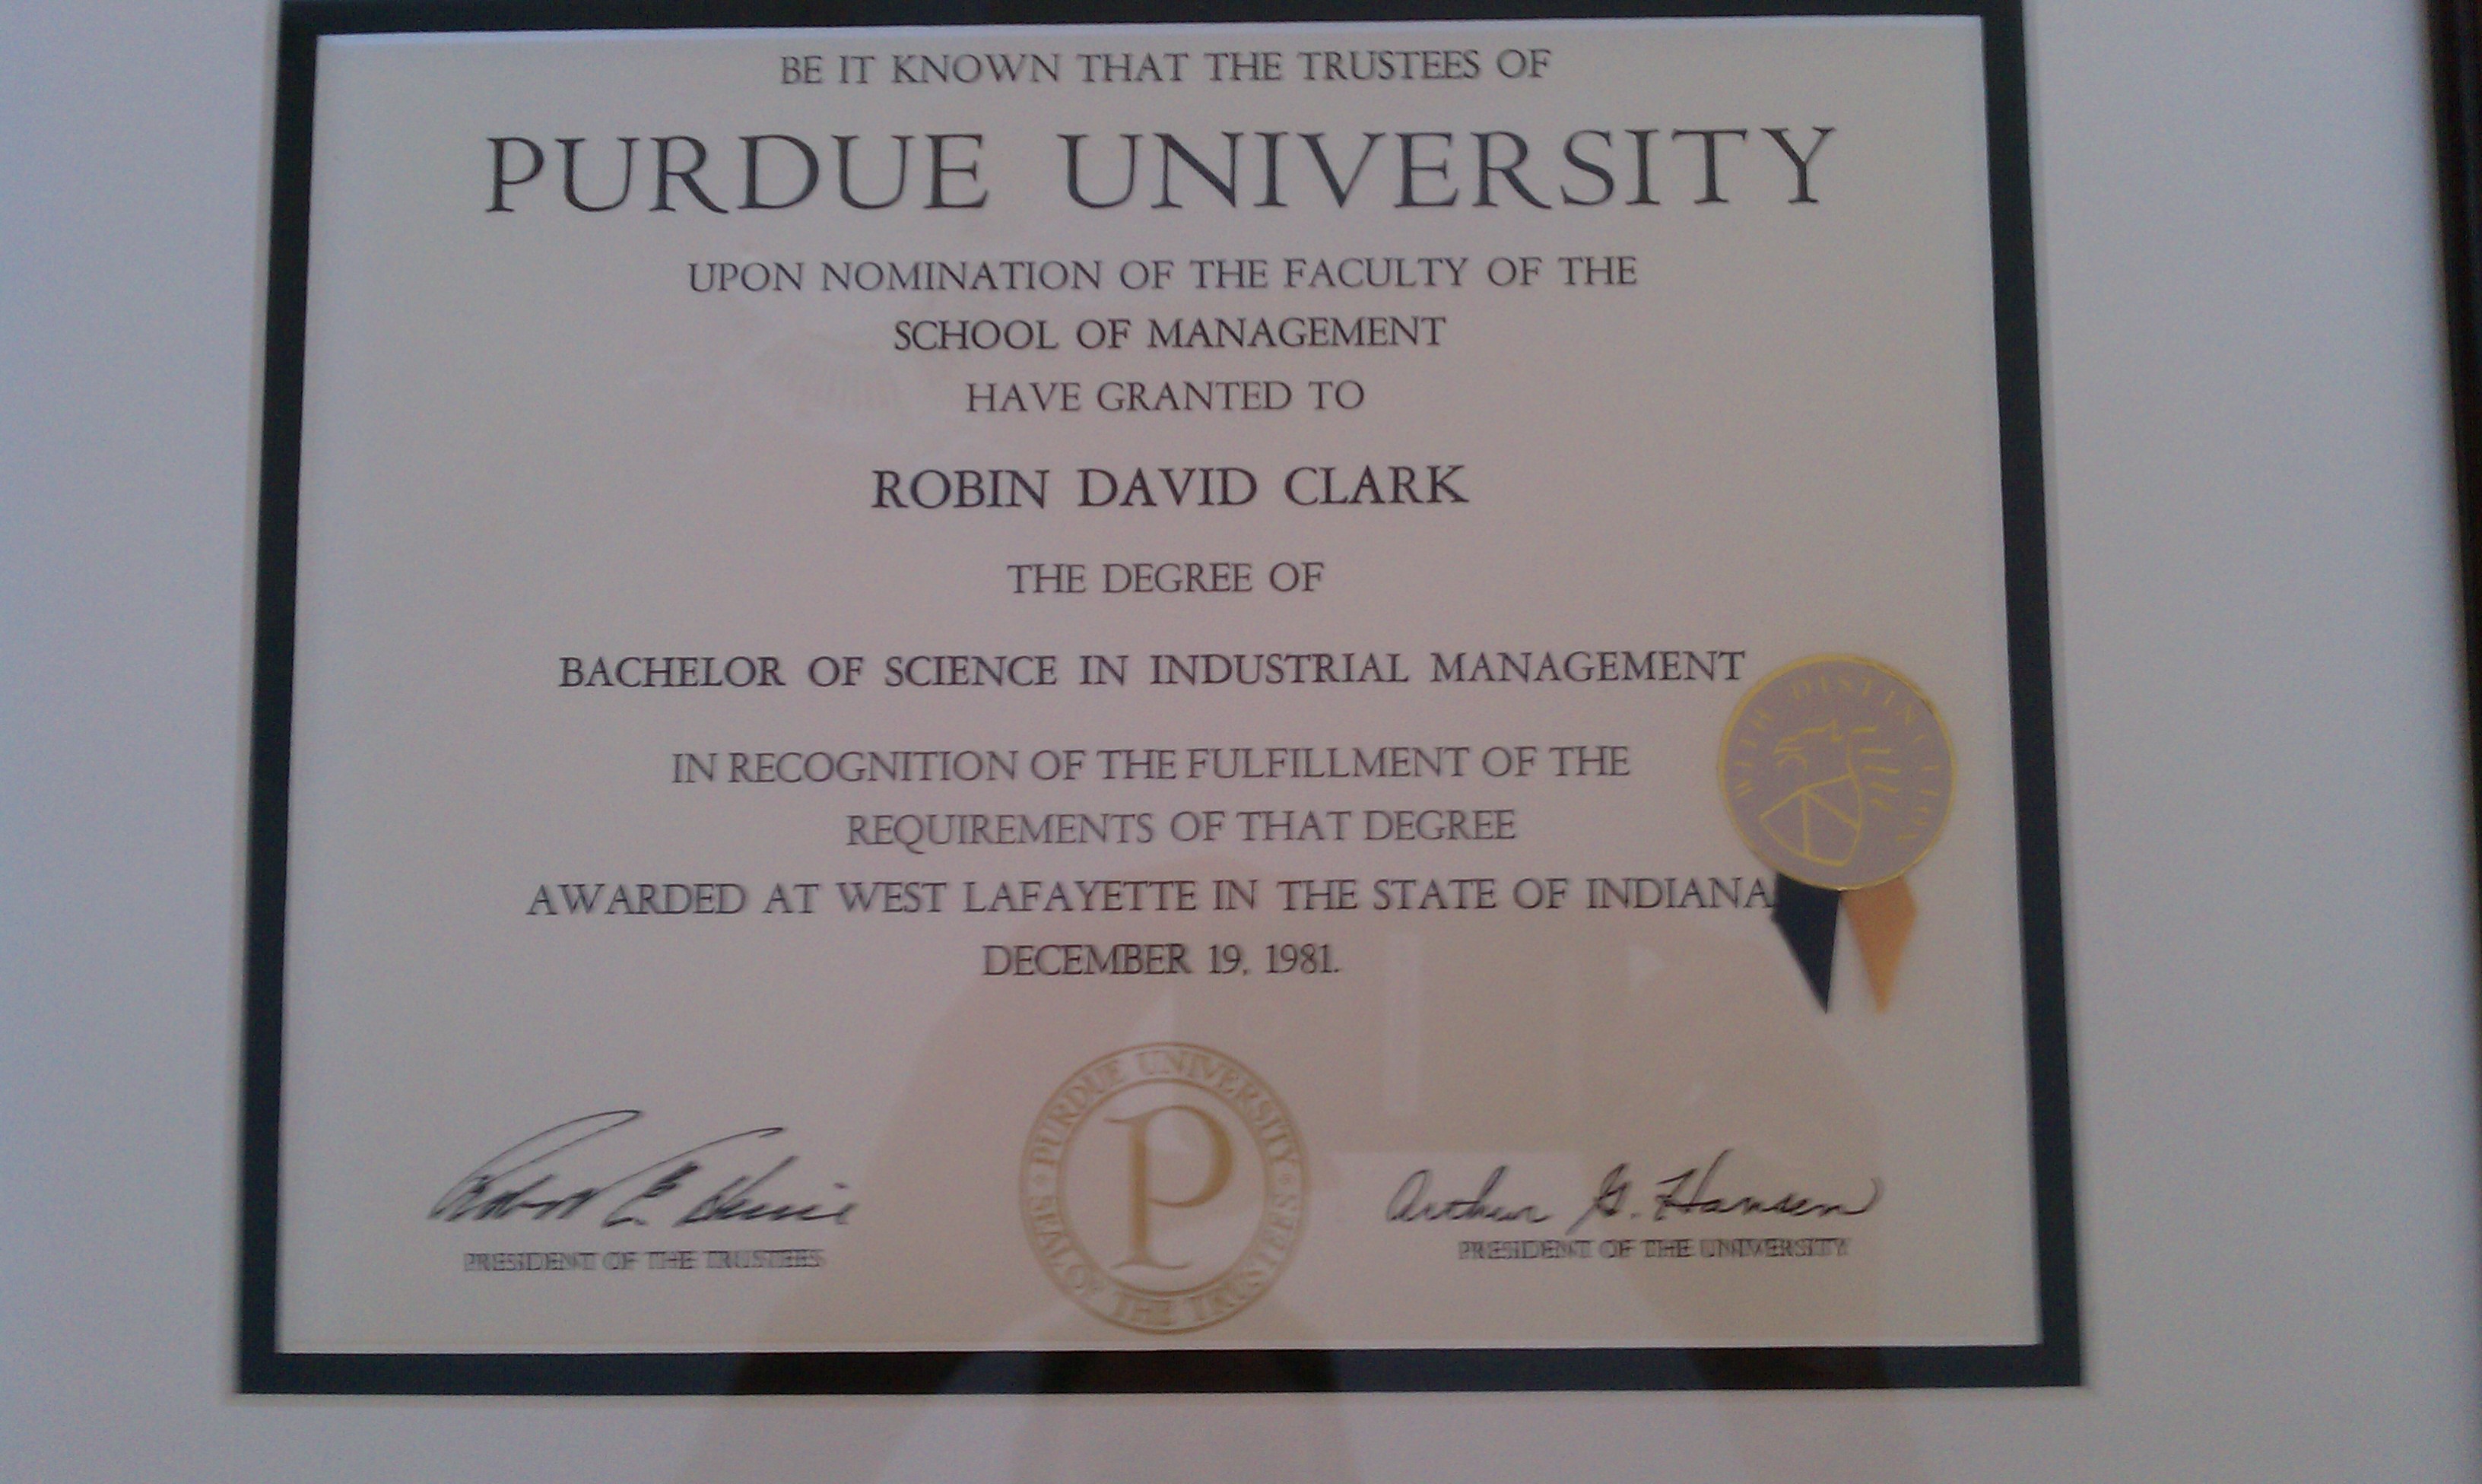 BE IT KNOWN THAT THE TRUSTEES OF
PURDUE UNIVERSITY
UPON NOMINATION OF THE FACULTY OF THE
SCHOOL OF MANAGEMENT
HAVE GRANTED TO
ROBIN DAVID CLARK
THE DEGREE OF
BACHELOR OF SCIENCE IN INDUSTRIAL MANAGEMENT
WITH DISTINCTION
IN RECOGNITION OF THE FULFILLMENT OF THE
REQUIREMENTS OF THAT DEGREE
AWARDED AT WEST LAFAYETTE IN THE STATE OF INDIANA
DECEMBER 19, 1981.
PURDUE UNIVERSITY
SEAL OF THE TRUSTEES
P
Robert E.
PRESIDENT OF THE TRUSTEES
Arthur G. Hansen
PRESIDENT OF THE UNIVERSITY